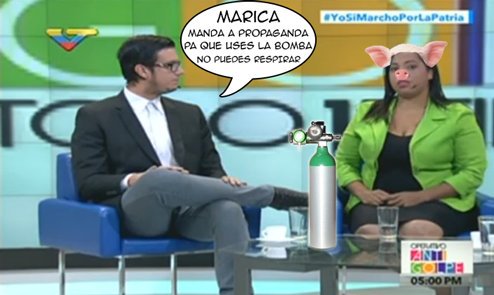 MARICA
MANDA A PROPAGANDA
PA QUE USES LA BOMBA
NO PUEDES RESPIRAR
#YoSiMarchoPorLaPatria
OPERATIVO
ANTI
GOLPE
05:00 PM